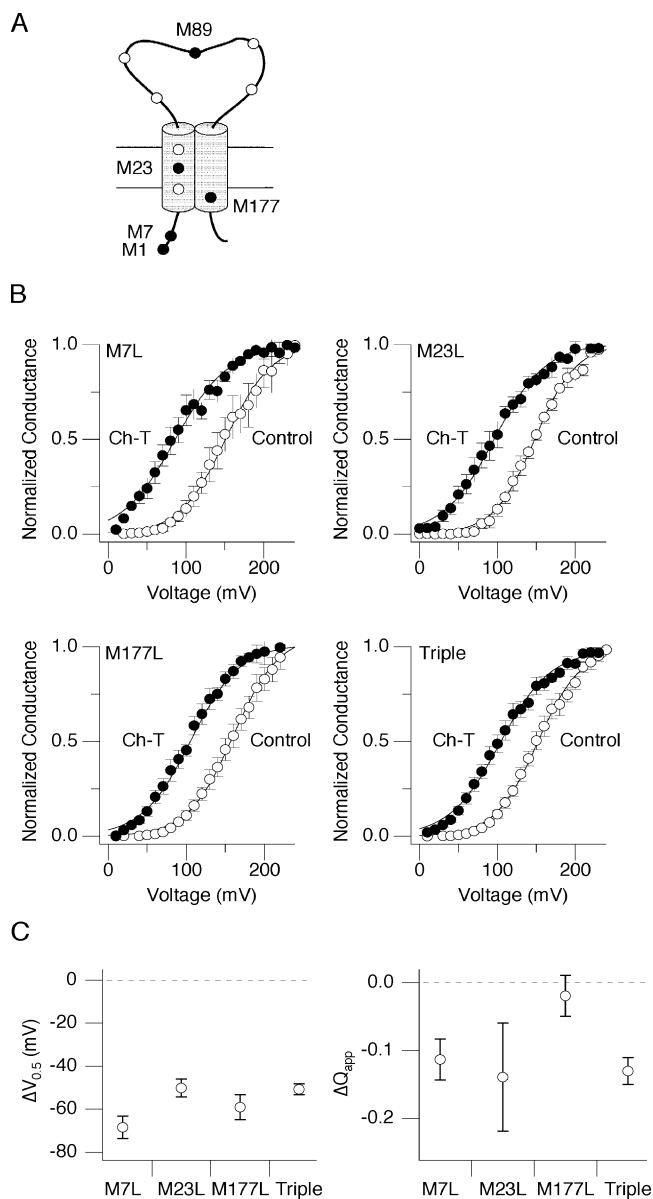 A
M89
M23
M177
M7
M1
B
M7L
Normalized Conductance
1.0
0.5
0.0
Ch-T
Control
0
100
200
Voltage (mV)
M23L
Normalized Conductance
1.0
0.5
0.0
Ch-T
Control
0
100
200
Voltage (mV)
M177L
Normalized Conductance
1.0
0.5
0.0
Ch-T
Control
0
100
200
Voltage (mV)
Triple
Normalized Conductance
1.0
0.5
0.0
Ch-T
Control
0
100
200
Voltage (mV)
C
ΔV0.5 (mV)
0
-20
-40
-60
-80
M7L
M23L
M177L
Triple
ΔQapp
0.0
-0.1
-0.2
M7L
M23L
M177L
Triple